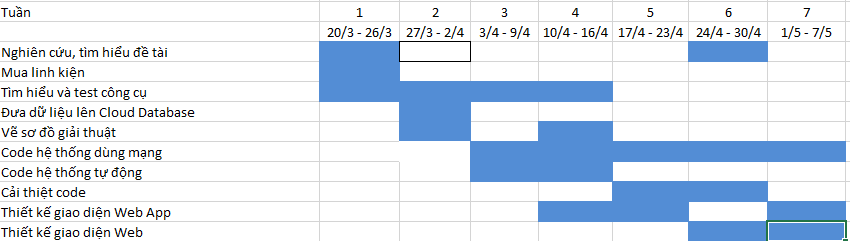 Tuần 1 2 3 4 5 6 7
20/3 - 26/3 27/3 - 2/4 3/4 - 9/4 10/4 - 16/4 17/4 - 23/4 24/4 - 30/4 1/5 - 7/5
Nghiên cứu, tìm hiểu đề tài
Mua linh kiện
Tìm hiểu và test công cụ
Đưa dữ liệu lên Cloud Database
Vẽ sơ đồ giải thuật
Code hệ thống dùng mạng
Code hệ thống tự động
Cải thiệt code
Thiết kế giao diện Web App
Thiết kế giao diện Web